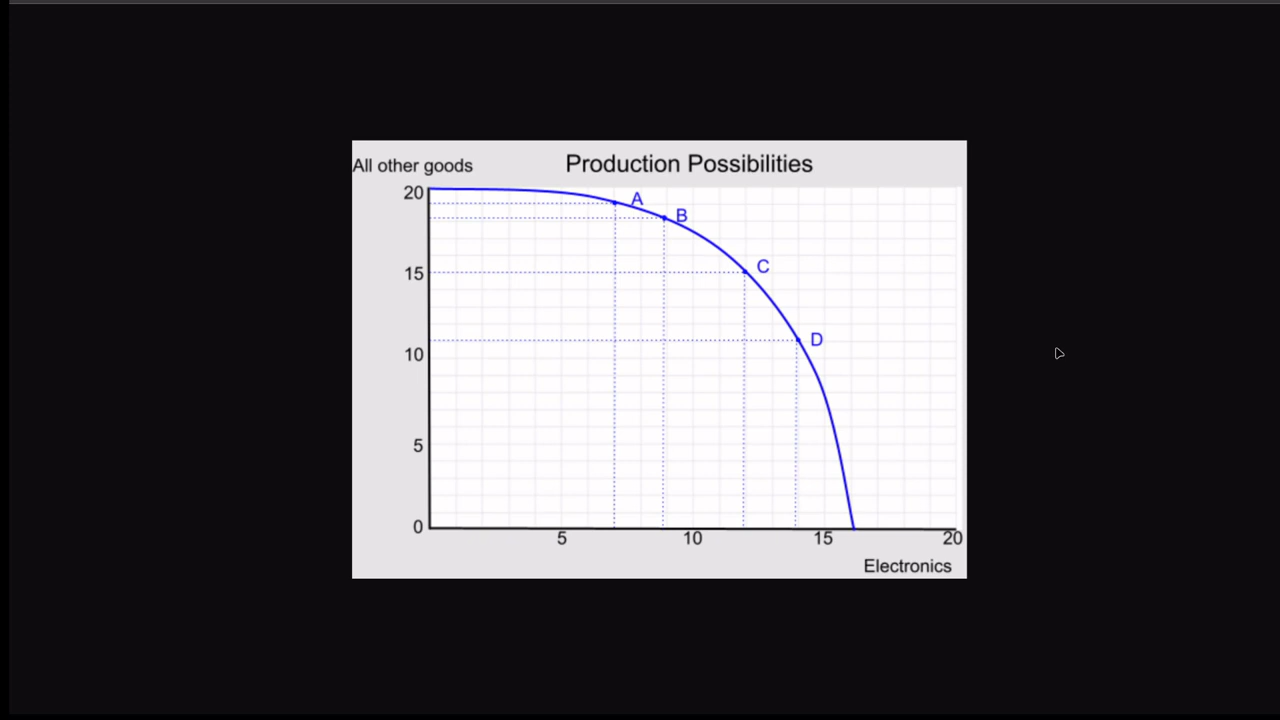 All other goods
Production Possibilities
20
A
B
15
C
10
D
5
0
5
10
15
20
Electronics